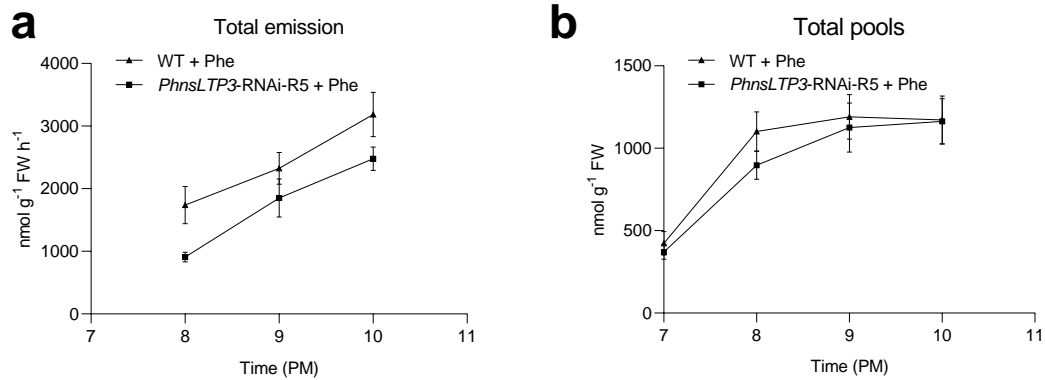 a
Total emission
WT + Phe
PhnsLTP3-RNAi-R5 + Phe
4000
3000
2000
1000
0
nmol g⁻¹ FW h⁻¹
7 8 9 10 11
Time (PM)
b
Total pools
WT + Phe
PhnsLTP3-RNAi-R5 + Phe
1500
1000
500
0
nmol g⁻¹ FW
7 8 9 10 11
Time (PM)